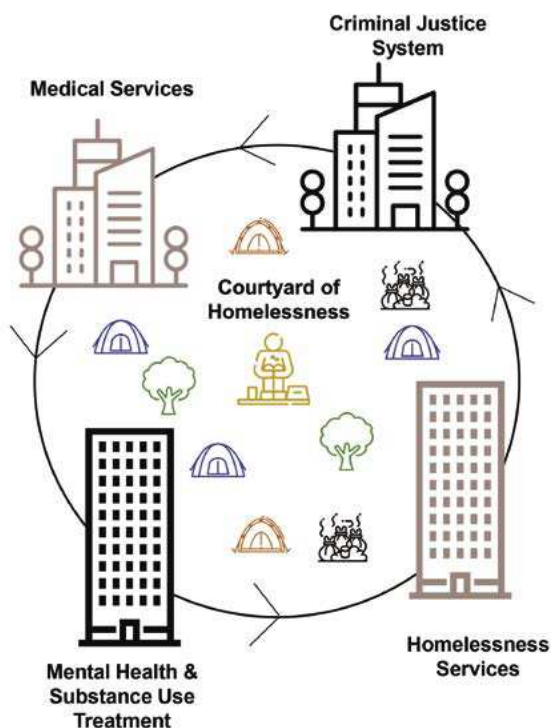 Criminal Justice
System
Medical Services
Courtyard of
Homelessness
Homelessness
Services
Mental Health &
Substance Use
Treatment